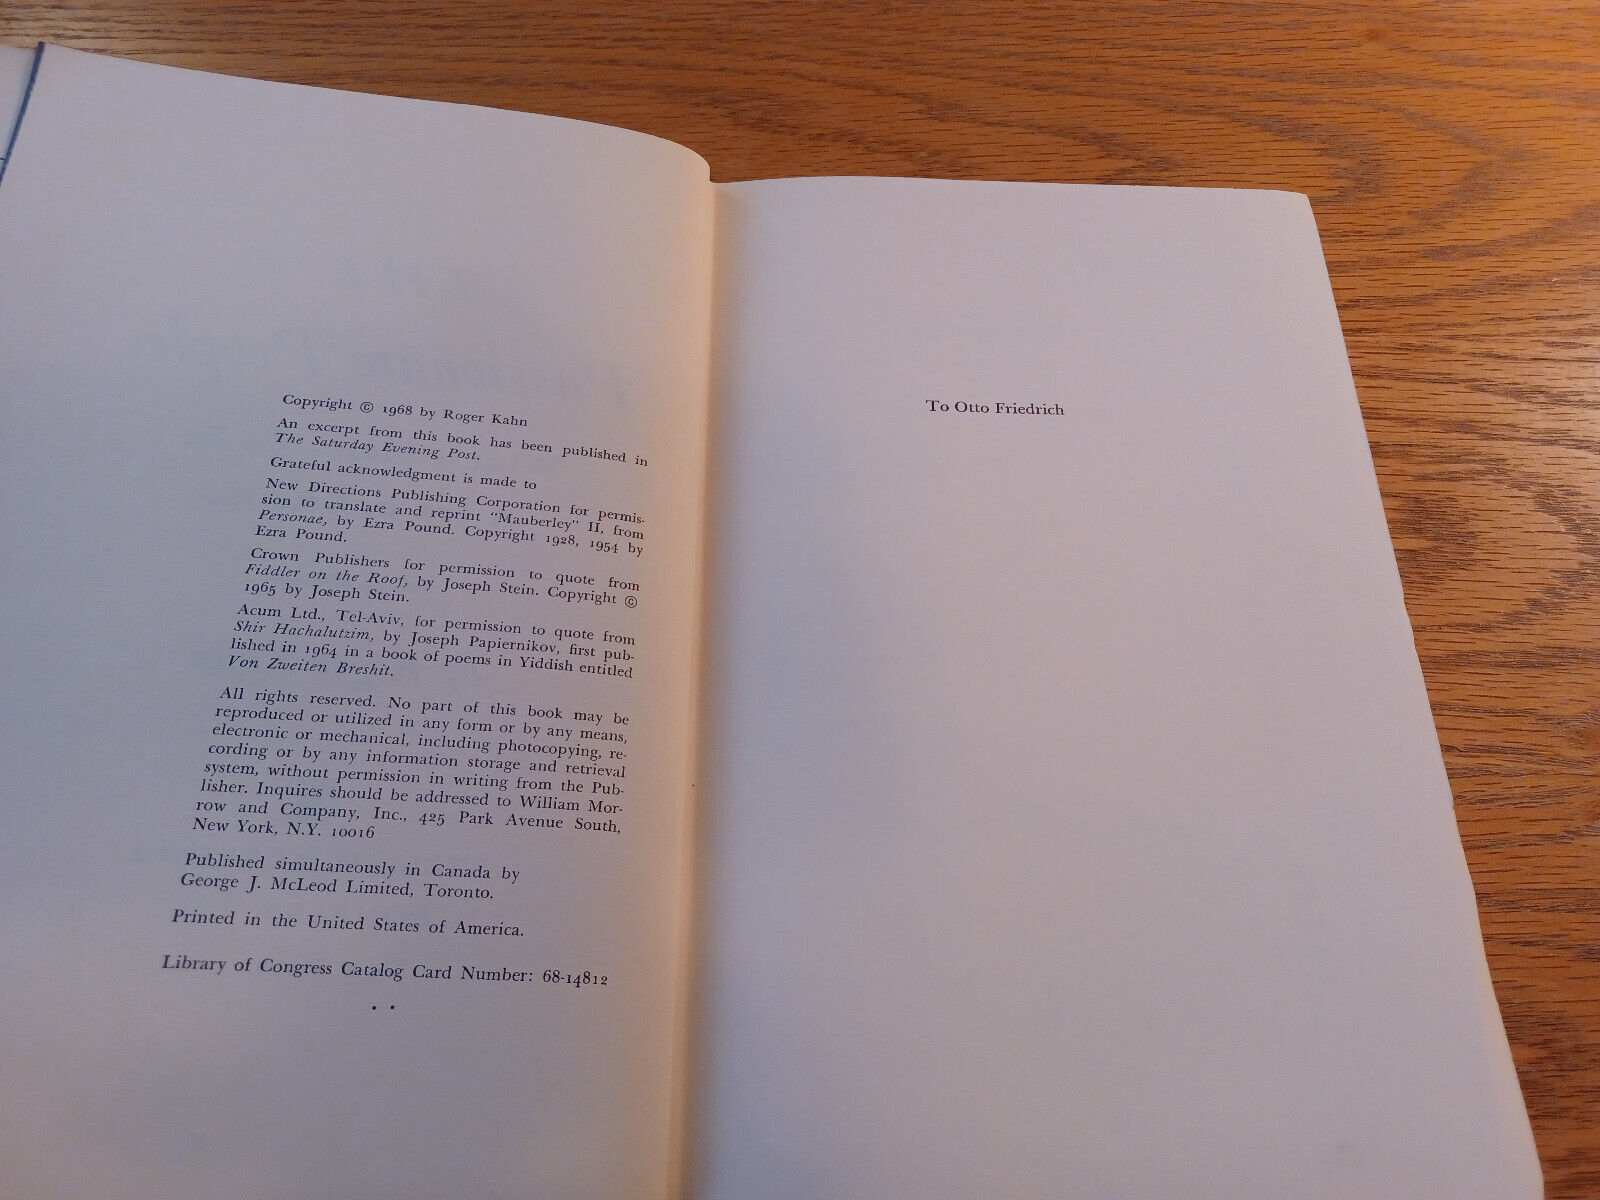 Copyright © 1968 by Roger Kahn
An excerpt from this book has been published in
The Saturday Evening Post.
Grateful acknowledgment is made to
New Directions Publishing Corporation for permis-
sion to translate and reprint “Mauberley” II, from
Personae, by Ezra Pound. Copyright 1928, 1954 by
Ezra Pound.
Crown Publishers for permission to quote from
Fiddler on the Roof, by Joseph Stein. Copyright ©
1965 by Joseph Stein.
Acum Ltd., Tel-Aviv, for permission to quote from
Shir Hachalutzim, by Joseph Papiernikov, first pub-
lished in 1964 in a book of poems in Yiddish entitled
Von Zweiten Breshit.
All rights reserved. No part of this book may be
reproduced or utilized in any form or by any means,
electronic or mechanical, including photocopying, re-
cording or by any information storage and retrieval
system, without permission in writing from the Pub-
lisher. Inquires should be addressed to William Mor-
row and Company, Inc., 425 Park Avenue South,
New York, N.Y. 10016
Published simultaneously in Canada by
George J. McLeod Limited, Toronto.
Printed in the United States of America.
Library of Congress Catalog Card Number: 68-14812
To Otto Friedrich